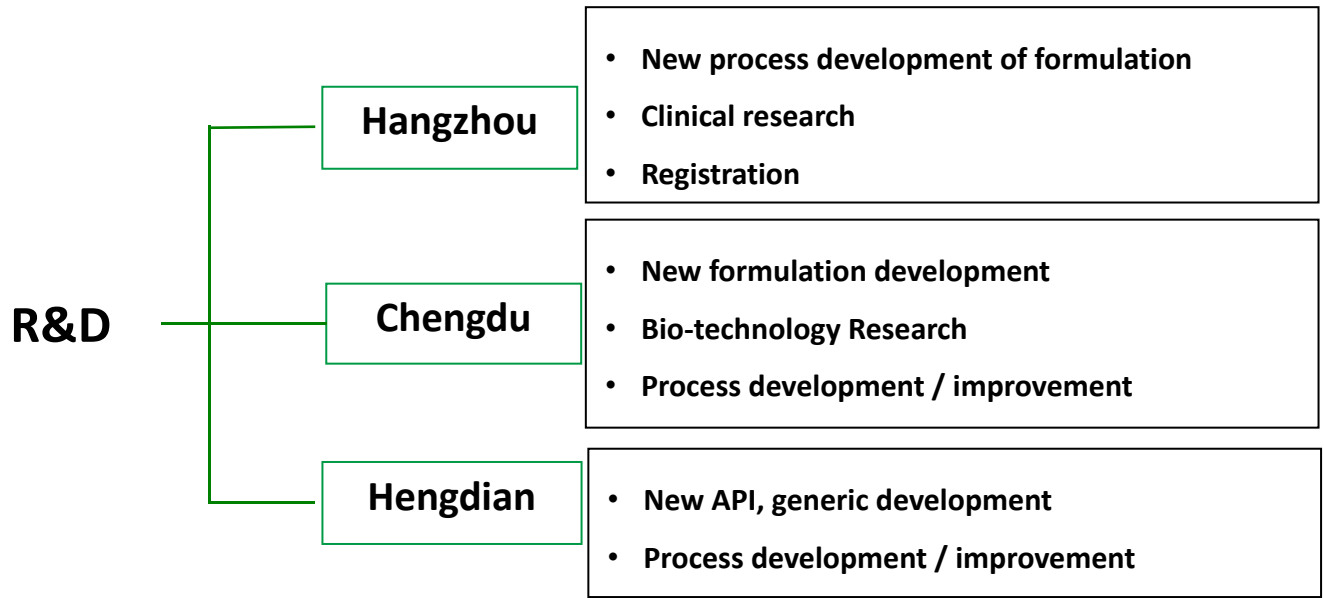 R&D
Hangzhou
• New process development of formulation
• Clinical research
• Registration
Chengdu
• New formulation development
• Bio-technology Research
• Process development / improvement
Hengdian
• New API, generic development
• Process development / improvement